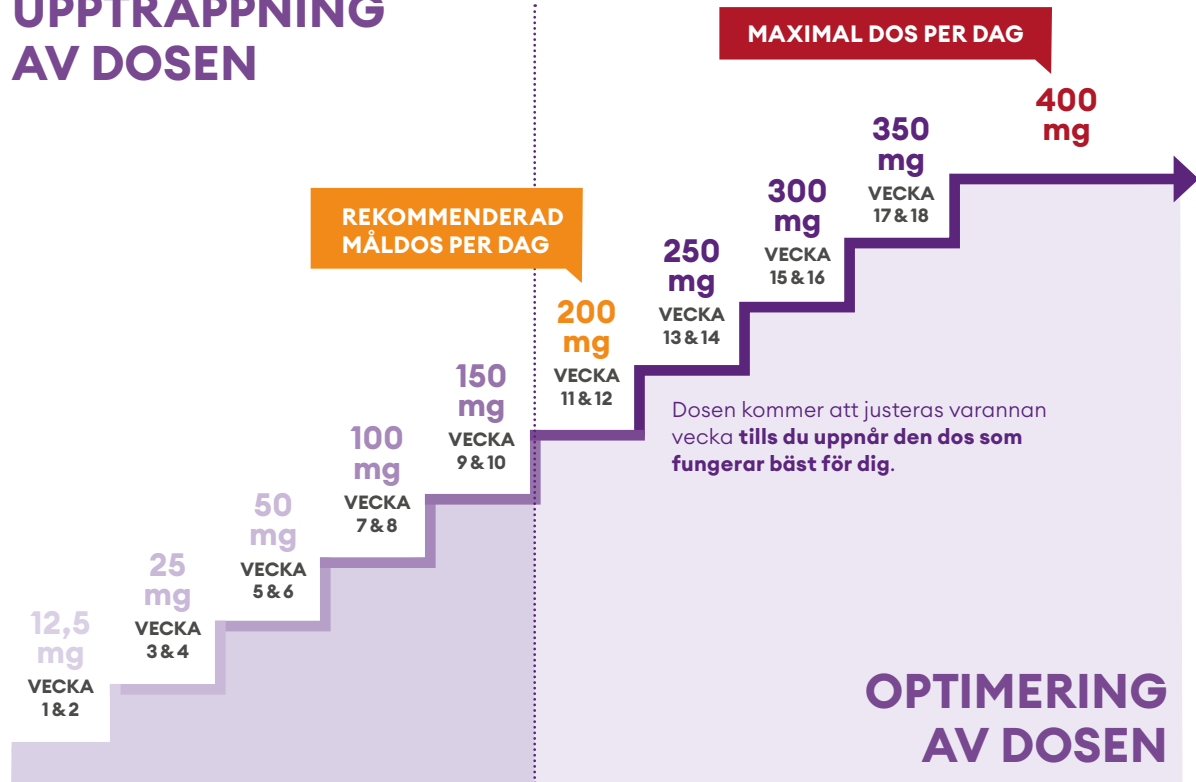 UPPTRAPPNING
AV DOSEN
12,5
mg
VECKA
1 & 2
25
mg
VECKA
3 & 4
50
mg
VECKA
5 & 6
100
mg
VECKA
7 & 8
150
mg
VECKA
9 & 10
REKOMMENDERAD
MÅLDOS PER DAG
200
mg
VECKA
11 & 12
250
mg
VECKA
13 & 14
300
mg
VECKA
15 & 16
350
mg
VECKA
17 & 18
MAXIMAL DOS PER DAG
400
mg
Dosen kommer att justeras varannan
vecka tills du uppnår den dos som
fungerar bäst för dig.
OPTIMERING
AV DOSEN